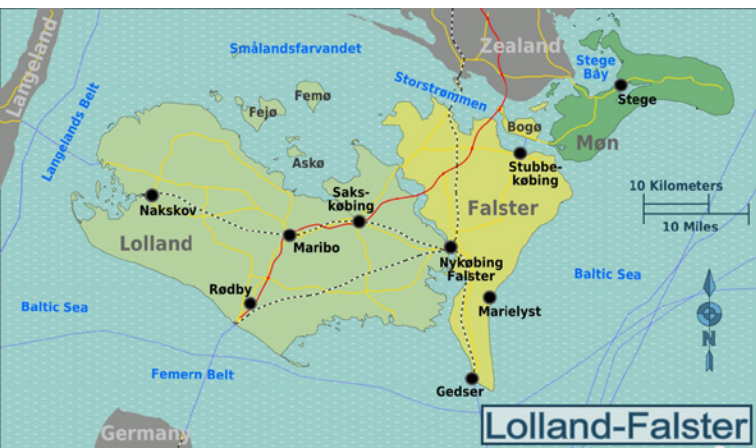 Langeland
Langelands Belt
Smålandsfarvandet
Zealand
Stege
Bay
Stege
Storstrømmen
Femø
Fejø
Bogø
Møn
Askø
Stubbe-
købing
10 Kilometers
10 Miles
Saks-
købing
Nakskov
Falster
Lolland
Maribo
Nykøbing
Falster
Baltic Sea
Rødby
Baltic Sea
Marielyst
N
Femern Belt
Gedser
Germany
Lolland-Falster